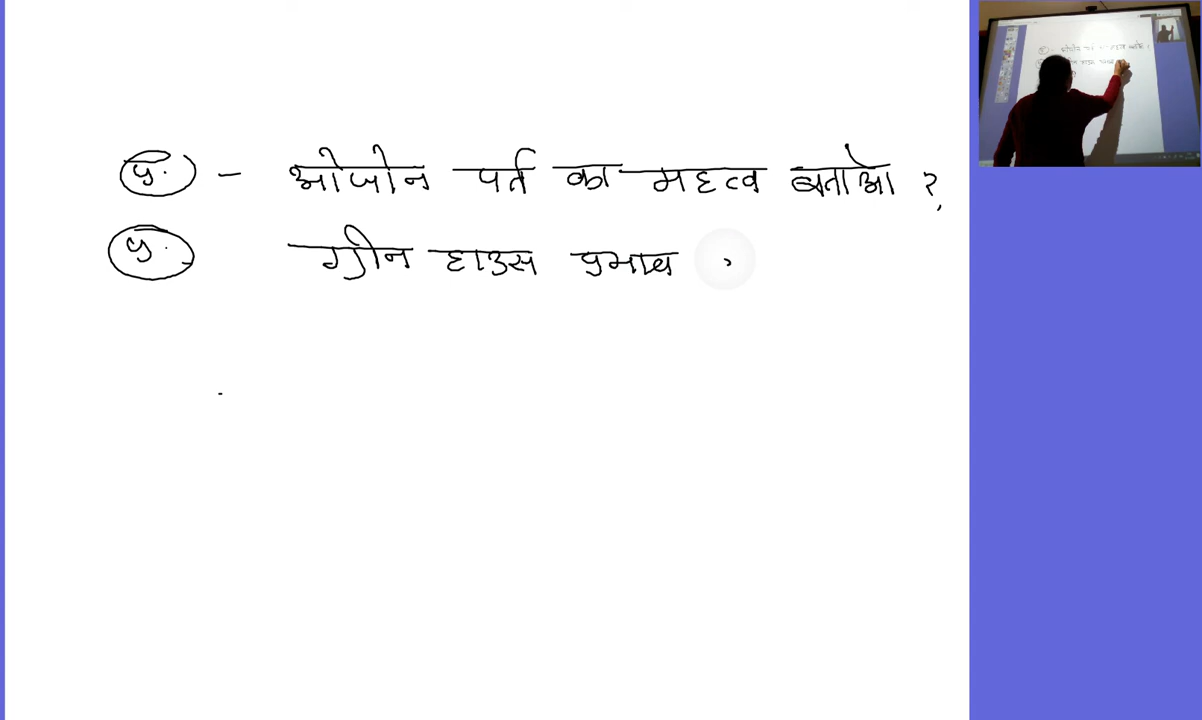 प्र. - ओजोन पर्त का महत्व बताओ ?
प्र. ग्रीन हाउस प्रभाव